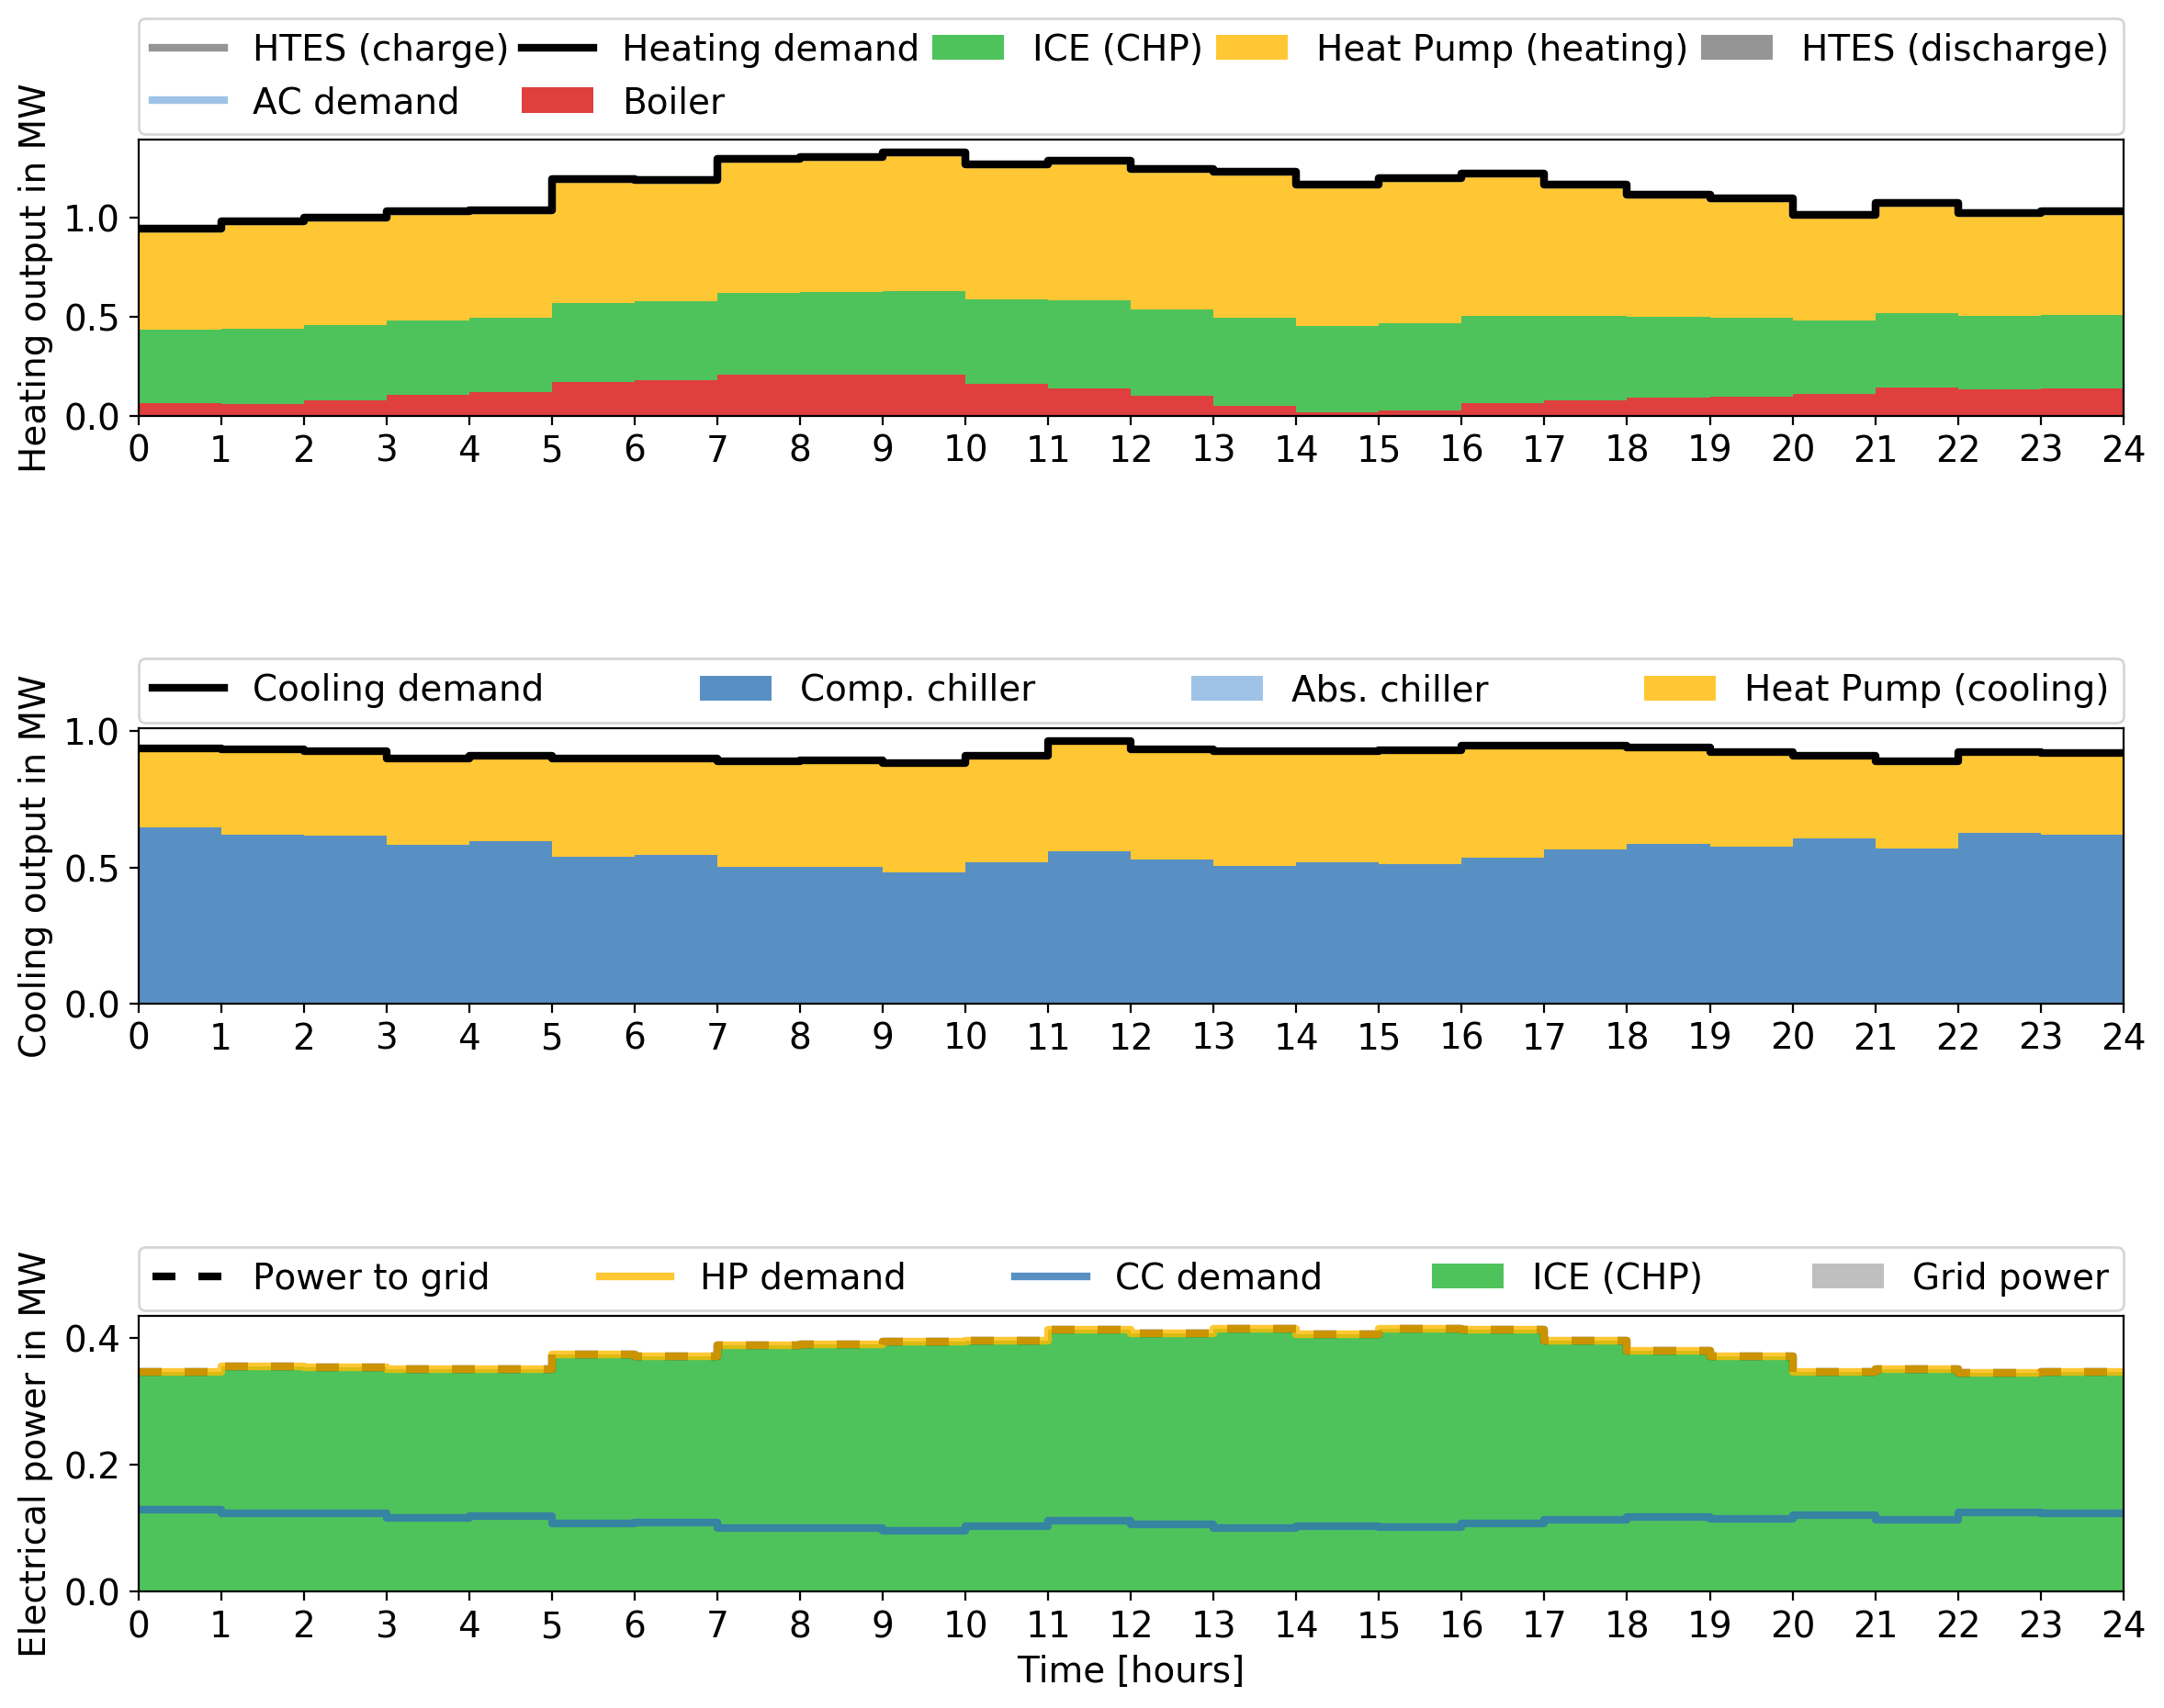 HTES (charge) Heating demand ICE (CHP) Heat Pump (heating) HTES (discharge)
AC demand Boiler
Heating output in MW
1.0
0.5
0.0
0 1 2 3 4 5 6 7 8 9 10 11 12 13 14 15 16 17 18 19 20 21 22 23 24
Cooling demand Comp. chiller Abs. chiller Heat Pump (cooling)
Cooling output in MW
1.0
0.5
0.0
0 1 2 3 4 5 6 7 8 9 10 11 12 13 14 15 16 17 18 19 20 21 22 23 24
Power to grid HP demand CC demand ICE (CHP) Grid power
Electrical power in MW
0.4
0.2
0.0
0 1 2 3 4 5 6 7 8 9 10 11 12 13 14 15 16 17 18 19 20 21 22 23 24
Time [hours]